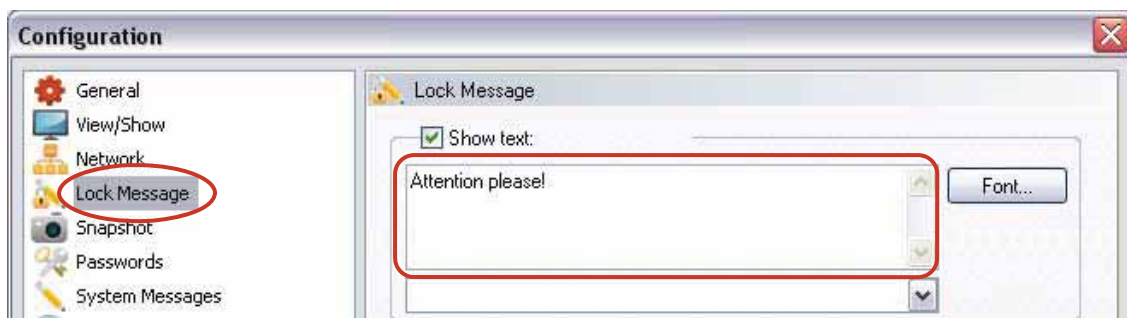 Configuration
General
View/Show
Network
Lock Message
Snapshot
Passwords
System Messages
Lock Message
Show text:
Attention please!
Font...